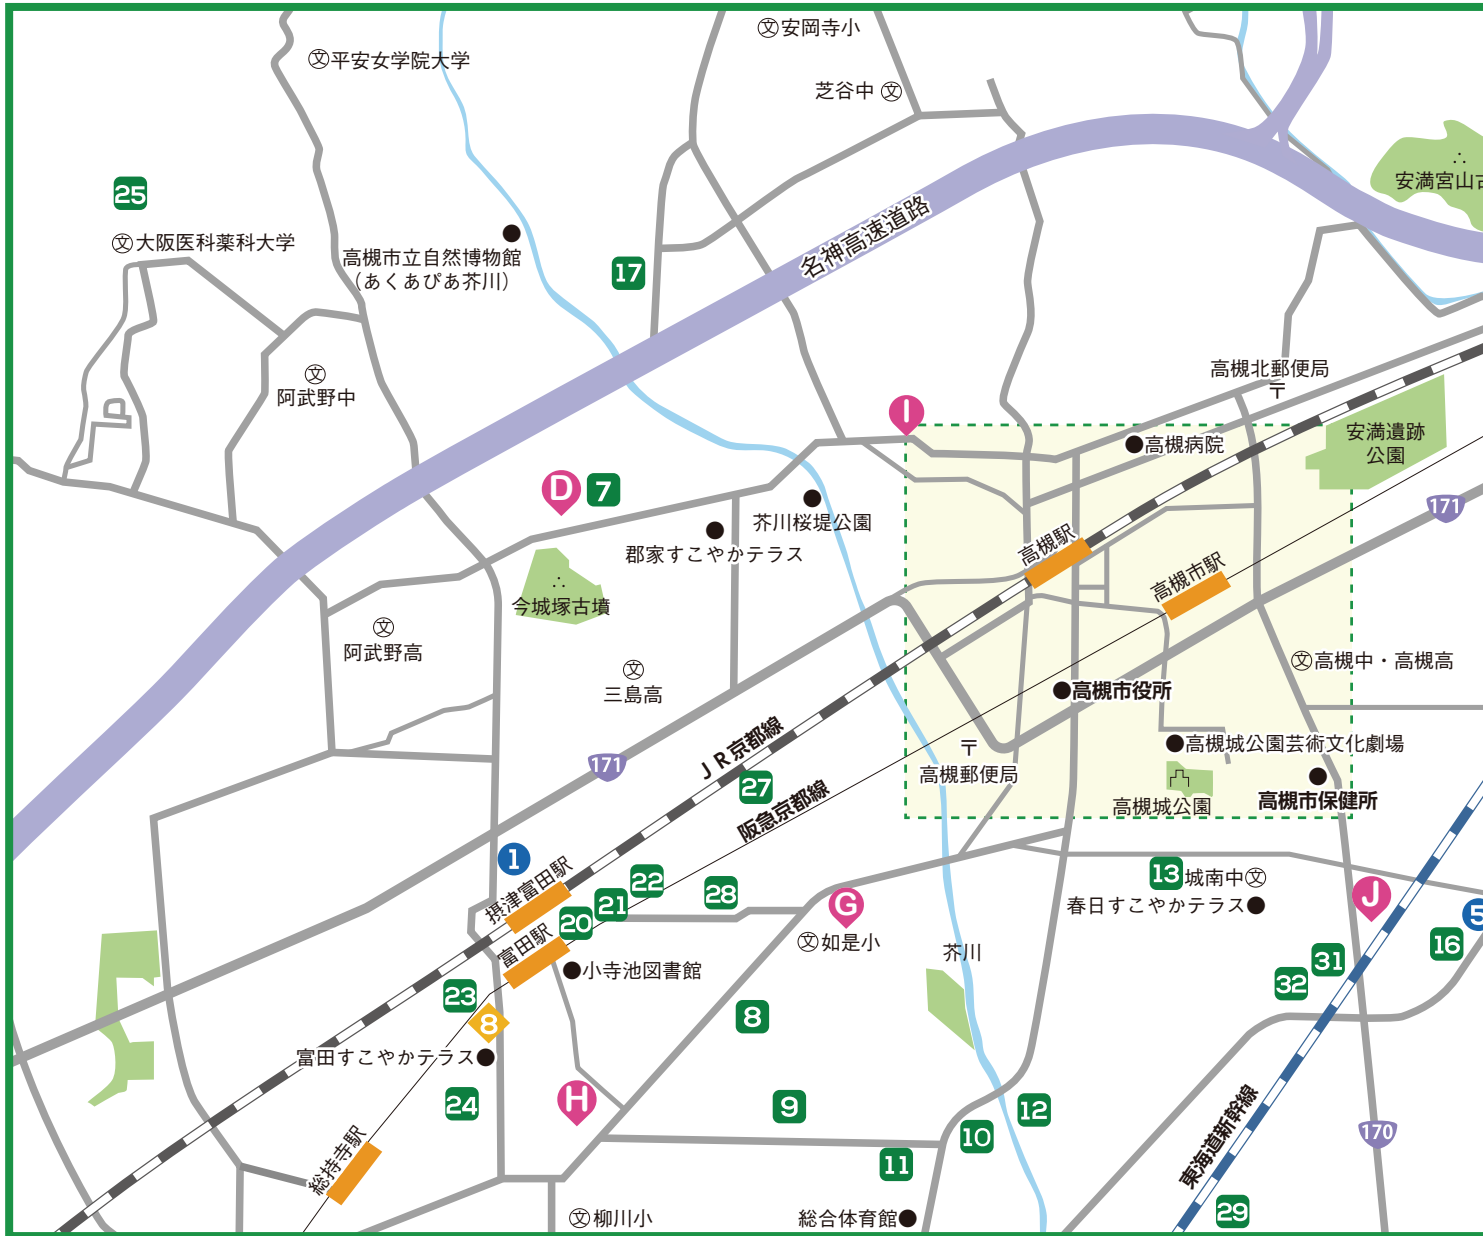 安岡寺小
平安女学院大学
芝谷中
安満宮山古
25
大阪医科薬科大学
高槻市立自然博物館
(あくあぴあ芥川)
17
名神高速道路
阿武野中
高槻北郵便局
I
高槻病院
安満遺跡
公園
D
7
171
芥川桜堤公園
郡家すこやかテラス
高槻駅
高槻市駅
今城塚古墳
阿武野高
三島高
高槻中・高槻高
高槻市役所
JR京都線
171
27
高槻郵便局
高槻城公園芸術文化劇場
高槻城公園
高槻市保健所
阪急京都線
1
摂津富田駅
22
28
21
20
G
13
城南中
春日すこやかテラス
J
5
16
富田駅
如是小
芥川
小寺池図書館
31
32
23
8
8
富田すこやかテラス
24
H
9
12
10
11
総持寺駅
東海道新幹線
170
柳川小
総合体育館
29